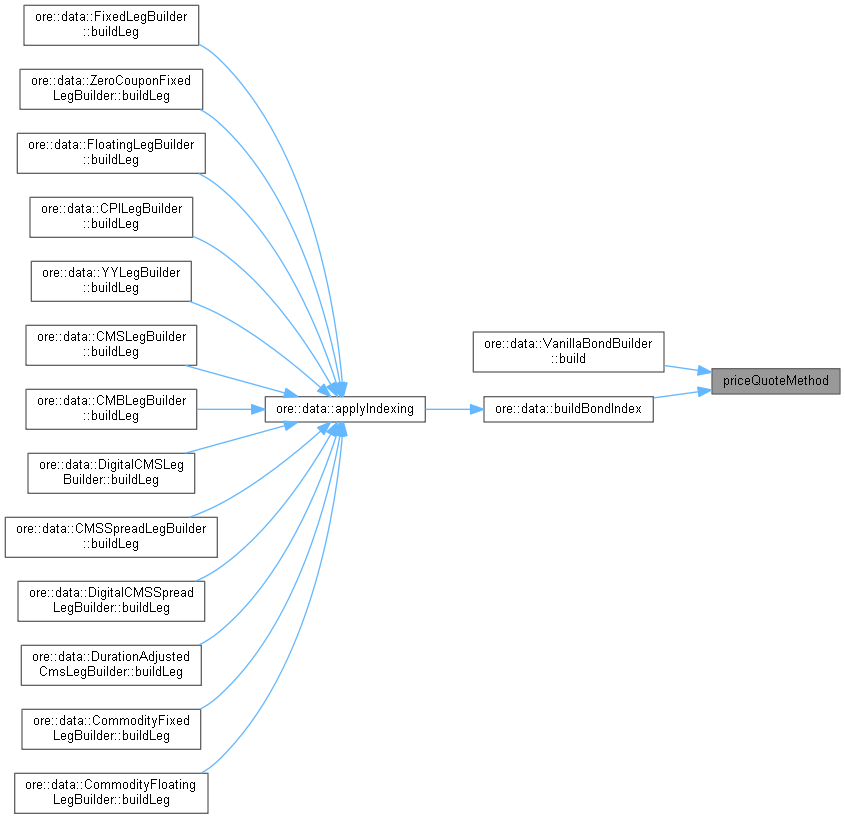 ore::data::FixedLegBuilder
::buildLeg
ore::data::ZeroCouponFixed
LegBuilder::buildLeg
ore::data::FloatingLegBuilder
::buildLeg
ore::data::CPILegBuilder
::buildLeg
ore::data::YYLegBuilder
::buildLeg
ore::data::CMSLegBuilder
::buildLeg
ore::data::CMBLegBuilder
::buildLeg
ore::data::DigitalCMSLeg
Builder::buildLeg
ore::data::CMSSpreadLegBuilder
::buildLeg
ore::data::DigitalCMSSpread
LegBuilder::buildLeg
ore::data::DurationAdjusted
CmsLegBuilder::buildLeg
ore::data::CommodityFixed
LegBuilder::buildLeg
ore::data::CommodityFloating
LegBuilder::buildLeg
ore::data::applyIndexing
ore::data::VanillaBondBuilder
::build
ore::data::buildBondIndex
priceQuoteMethod